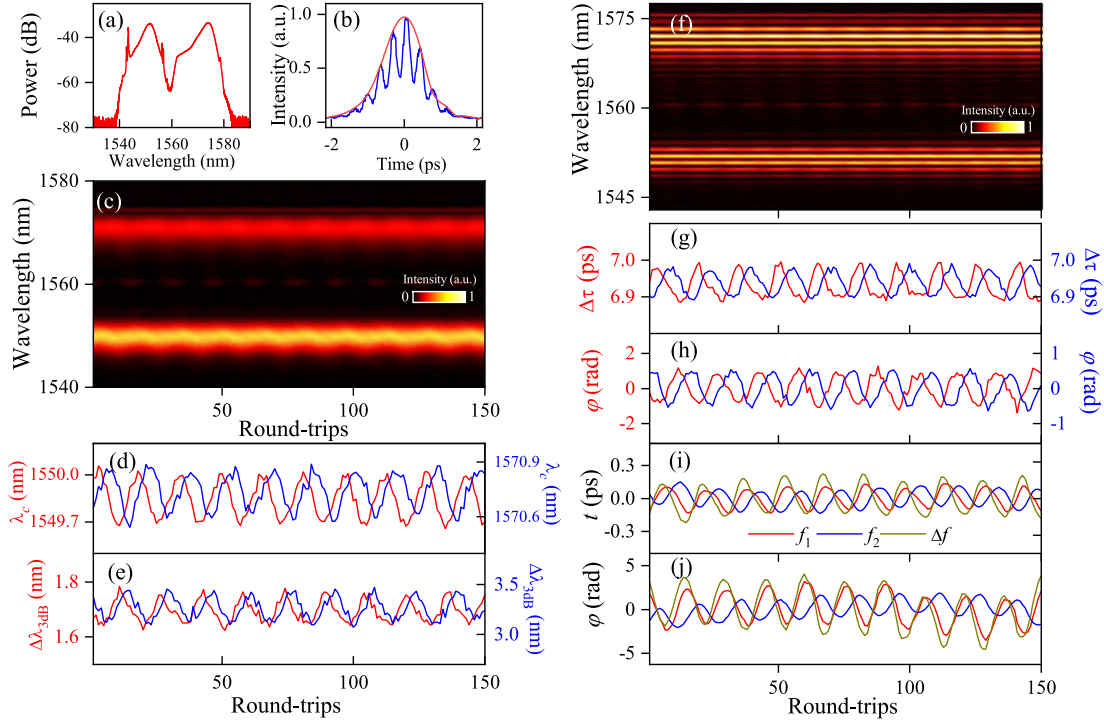 (a)
Power (dB)
-40
-60
-80
1540 1560 1580
Wavelength (nm)
(b)
Intensity (a.u.)
1.0
0.5
0.0
-2 0 2
Time (ps)
(c)
Wavelength (nm)
1580
1560
1540
Intensity (a.u.)
0 1
50 100 150
Round-trips
(d)
λc (nm)
1550.0
1549.7
1570.9
1570.6
λc (nm)
(e)
Δλ3dB (nm)
1.8
1.6
3.5
3.0
Δλ3dB (nm)
50 100 150
Round-trips
(f)
Wavelength (nm)
1575
1560
1545
Intensity (a.u.)
0 1
(g)
Δτ (ps)
7.0
6.9
7.0
6.9
Δτ (ps)
(h)
φ (rad)
2
0
-2
1
0
-1
φ (rad)
(i)
t (ps)
0.3
0.0
-0.3
f1 f2 Δf
(j)
φ (rad)
5
0
-5
50 100 150
Round-trips